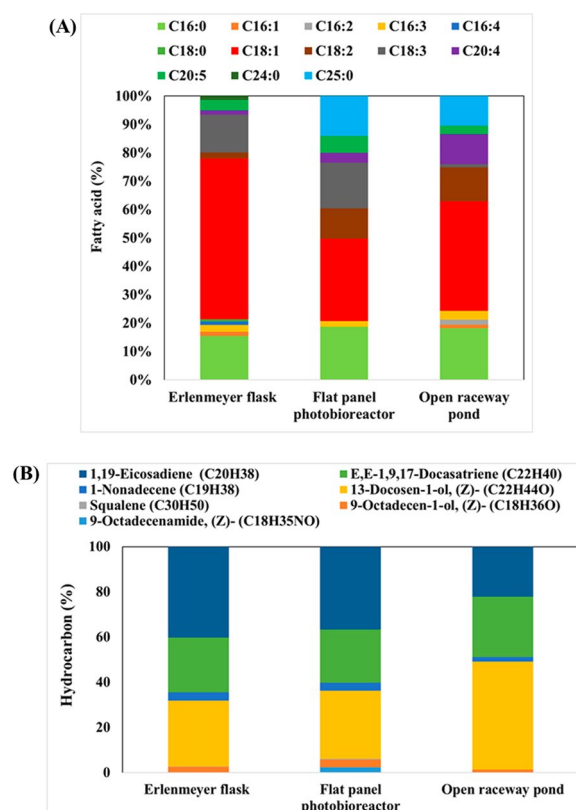 (A)
C16:0 C16:1 C16:2 C16:3 C16:4
C18:0 C18:1 C18:2 C18:3 C20:4
C20:5 C24:0 C25:0
100%
90%
80%
70%
60%
50%
40%
30%
20%
10%
0%
Fatty acid (%)
Erlenmeyer flask Flat panel Open raceway
photobioreactor pond
(B)
1,19-Eicosadiene (C20H38) E,E-1,9,17-Docasatriene (C22H40)
1-Nonadecene (C19H38) 13-Docosen-1-ol, (Z)- (C22H44O)
Squalene (C30H50) 9-Octadecen-1-ol, (Z)- (C18H36O)
9-Octadecenamide, (Z)- (C18H35NO)
100
80
60
40
20
0
Hydrocarbon (%)
Erlenmeyer flask Flat panel Open raceway pond
photobioreactor